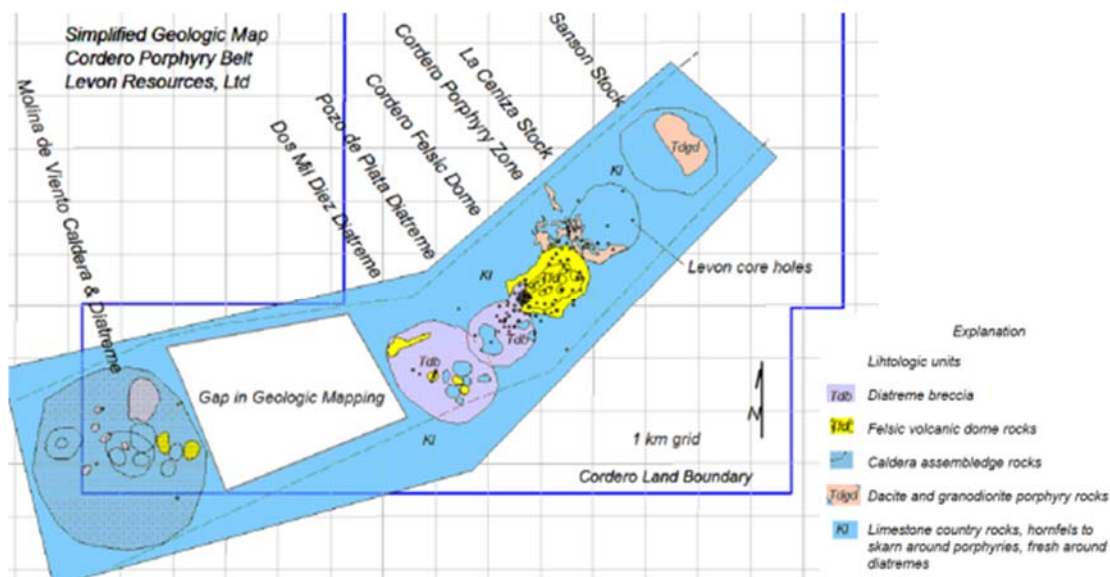 Simplified Geologic Map
Cordero Porphyry Belt
Levon Resources, Ltd
Molina de Viento Caldera & Diatreme
Dos Mil Diez Diatreme
Pozo de Plata Diatreme
Cordero Felsic Dome
Cordero Porphyry Zone
La Ceniza Stock
Sanson Stock
Tdgd
Kl
Levon core holes
Kl
Tdb
Tdb
Gap in Geologic Mapping
Kl
N
1 km grid
Cordero Land Boundary
Explanation
Lihtologic units
Tdb Diatreme breccia
Felsic volcanic dome rocks
Caldera assembledge rocks
Tdgd Dacite and granodiorite porphyry rocks
Kl Limestone country rocks, hornfels to
skarn around porphyries, fresh around
diatremes